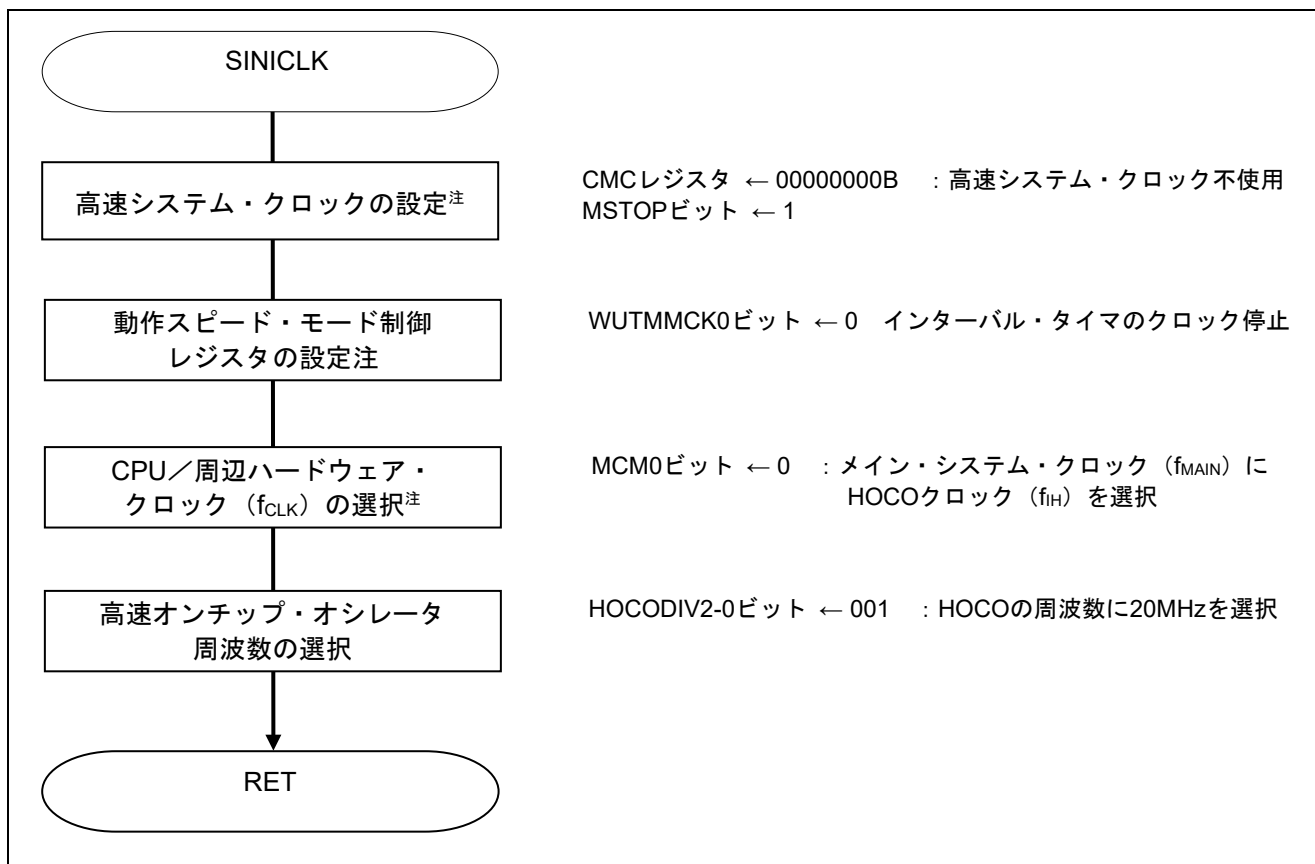 SINICLK
高速システム・クロックの設定注
CMCレジスタ ← 00000000B ：高速システム・クロック不使用
MSTOPビット ← 1
動作スピード・モード制御
レジスタの設定注
WUTMMCK0ビット ← 0 インターバル・タイマのクロック停止
CPU／周辺ハードウェア・
クロック（fCLK）の選択注
MCM0ビット ← 0 ：メイン・システム・クロック（fMAIN）に
HOCOクロック（fIH）を選択
高速オンチップ・オシレータ
周波数の選択
HOCODIV2-0ビット ← 001 ：HOCOの周波数に20MHzを選択
RET